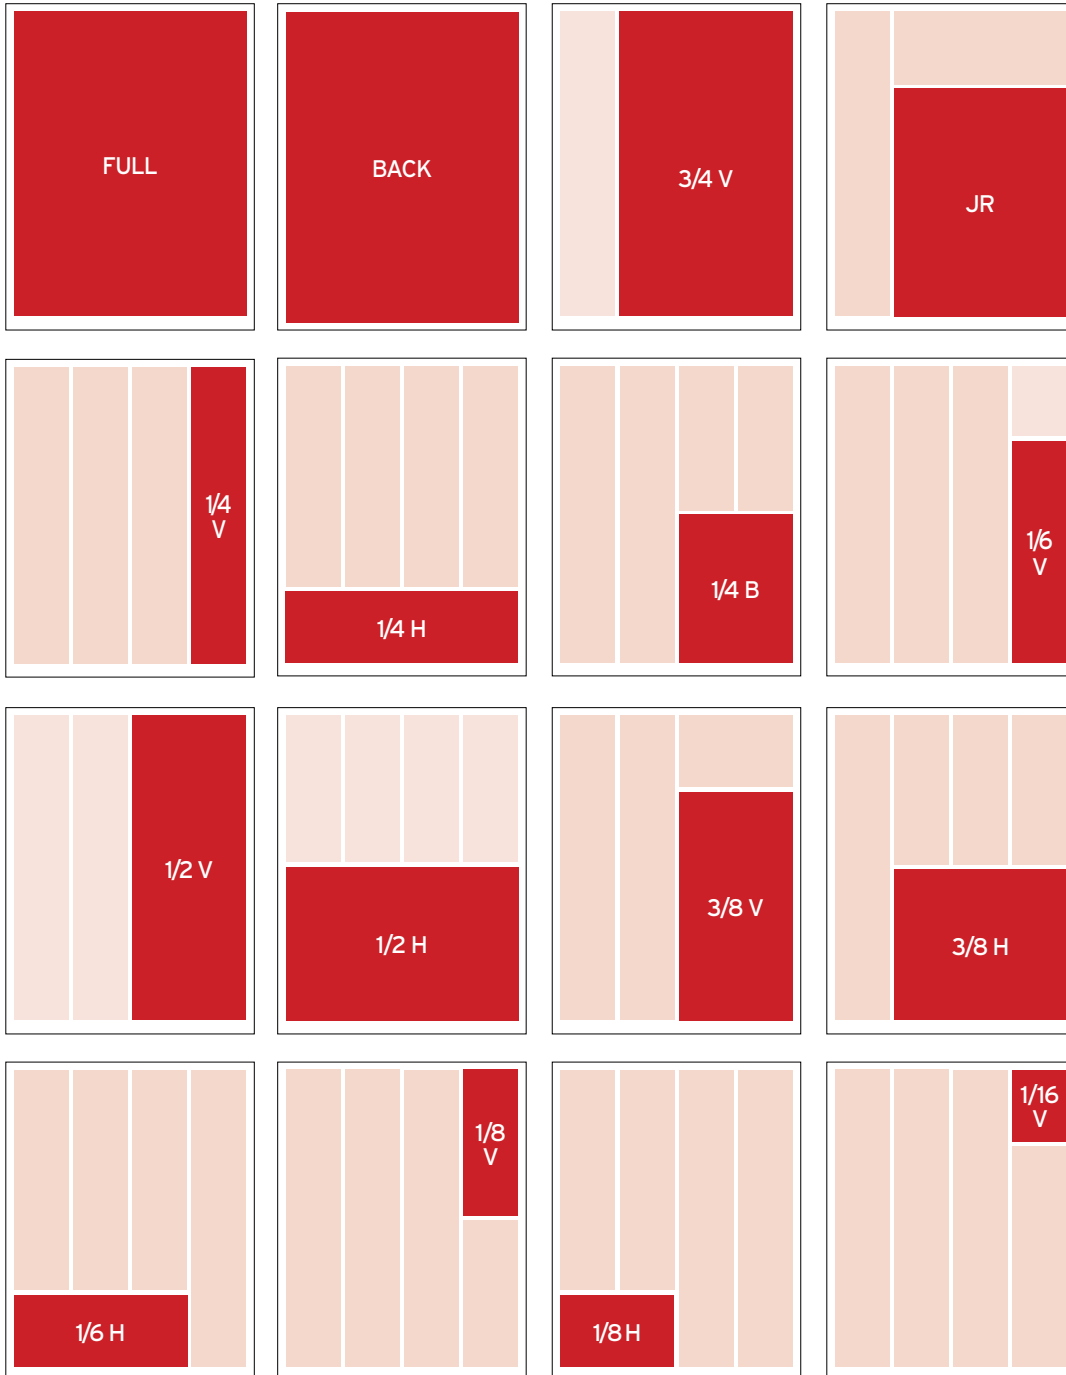 FULL
BACK
3/4 V
JR
1/4
V
1/4 H
1/4 B
1/6
V
1/2 V
1/2 H
3/8 V
3/8 H
1/6 H
1/8
V
1/8 H
1/16
V